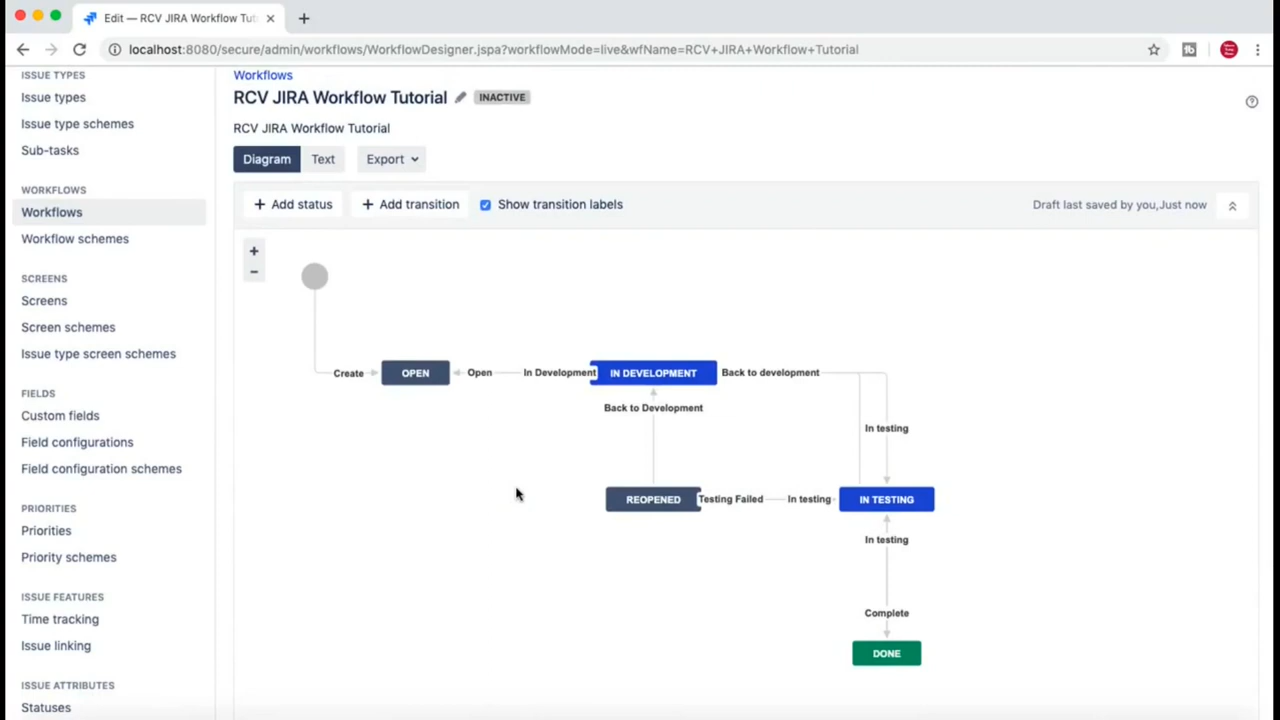 Edit — RCV JIRA Workflow Tut
localhost:8080/secure/admin/workflows/WorkflowDesigner.jspa?workflowMode=live&wfName=RCV+JIRA+Workflow+Tutorial
ISSUE TYPES
Issue types
Issue type schemes
Sub-tasks
WORKFLOWS
Workflows
Workflow schemes
SCREENS
Screens
Screen schemes
Issue type screen schemes
FIELDS
Custom fields
Field configurations
Field configuration schemes
PRIORITIES
Priorities
Priority schemes
ISSUE FEATURES
Time tracking
Issue linking
ISSUE ATTRIBUTES
Statuses
Workflows
RCV JIRA Workflow Tutorial INACTIVE
RCV JIRA Workflow Tutorial
Diagram Text Export
+ Add status + Add transition Show transition labels Draft last saved by you,Just now
+
−
Create OPEN Open In Development IN DEVELOPMENT Back to development
Back to Development
In testing
REOPENED Testing Failed In testing IN TESTING
In testing
Complete
DONE